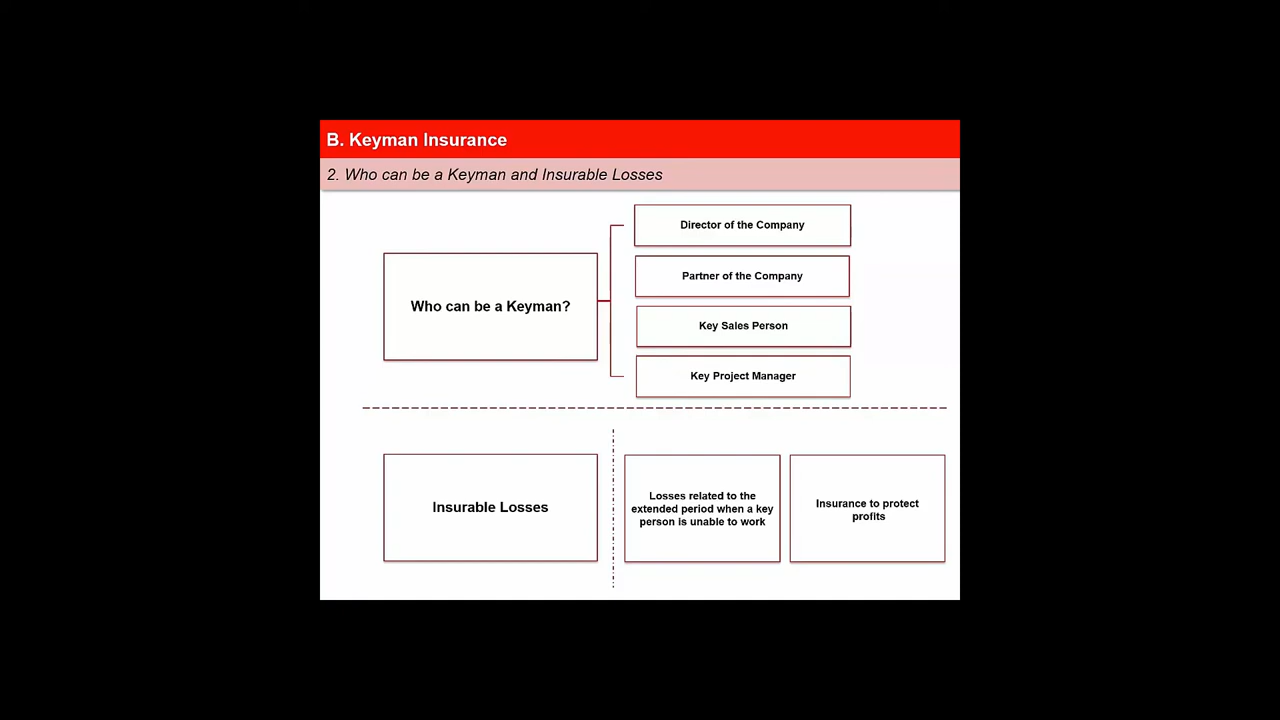 B. Keyman Insurance
2. Who can be a Keyman and Insurable Losses
Who can be a Keyman?
Director of the Company
Partner of the Company
Key Sales Person
Key Project Manager
Insurable Losses
Losses related to the
extended period when a key
person is unable to work
Insurance to protect
profits